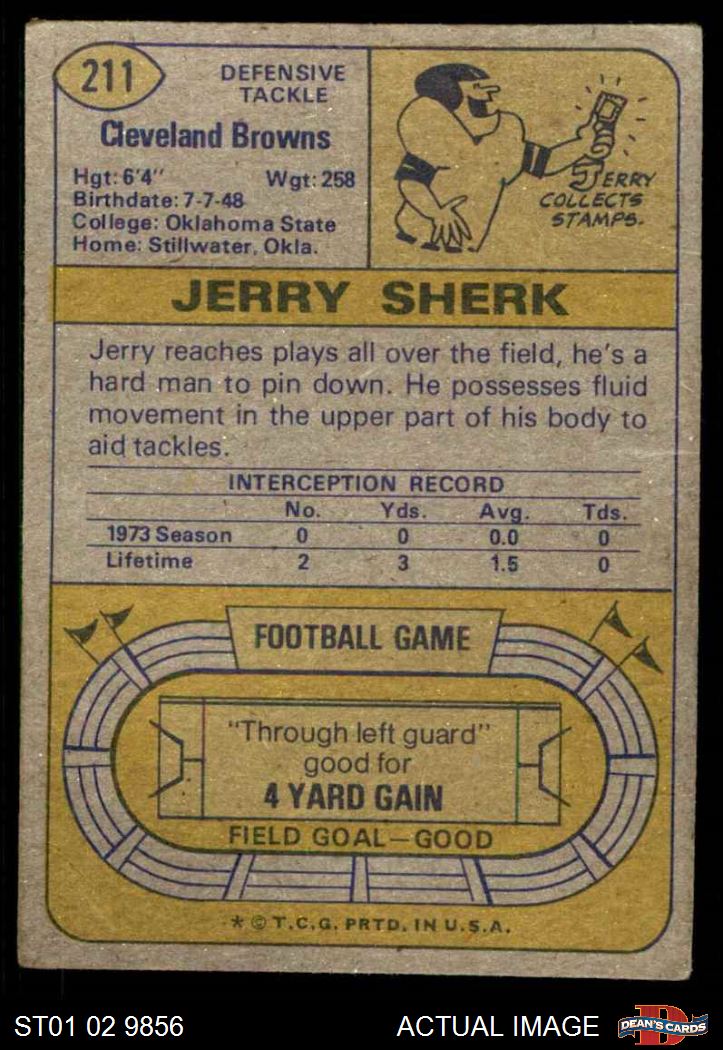 211
DEFENSIVE
TACKLE
Cleveland Browns
Hgt: 6'4" Wgt: 258
Birthdate: 7-7-48
College: Oklahoma State
Home: Stillwater, Okla.
JERRY
COLLECTS
STAMPS.
JERRY SHERK
Jerry reaches plays all over the field, he's a
hard man to pin down. He possesses fluid
movement in the upper part of his body to
aid tackles.
INTERCEPTION RECORD
No. Yds. Avg. Tds.
1973 Season 0 0 0.0 0
Lifetime 2 3 1.5 0
FOOTBALL GAME
"Through left guard"
good for
4 YARD GAIN
FIELD GOAL—GOOD
* © T.C.G. PRTD. IN U.S.A.
ST01 02 9856 ACTUAL IMAGE
D
DEAN'S CARDS